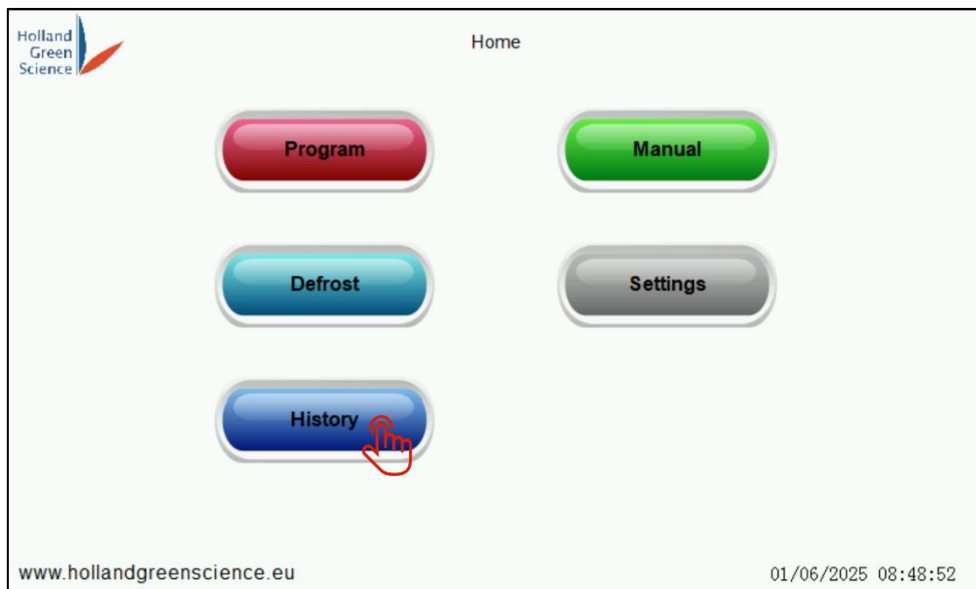 Holland
Green
Science
Home
Program
Manual
Defrost
Settings
History
www.hollandgreenscience.eu
01/06/2025 08:48:52